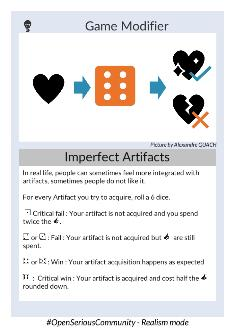 Game Modifier
Picture by Alexandre QUACH
Imperfect Artifacts
In real life, people can sometimes feel more integrated with
artifacts, sometimes people do not like it.
For every Artifact you try to acquire, roll a 6 dice.
⚀ Critical fail : Your artifact is not acquired and you spend
twice the .
or : Fail : Your artifact is not acquired but are still
spent.
or : Win : Your artifact acquisition happens as expected
: Critical win : Your artifact is acquired and cost half the
rounded down.
#OpenSeriousCommunity - Realism mode